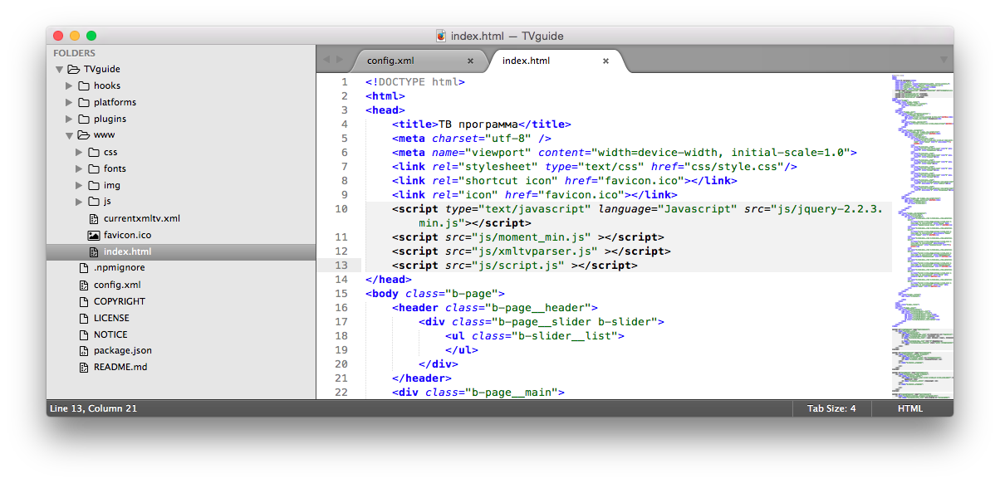 index.html — TVguide
FOLDERS
TVguide
hooks
platforms
plugins
www
css
fonts
img
js
currentxmltv.xml
favicon.ico
index.html
.npmignore
config.xml
COPYRIGHT
LICENSE
NOTICE
package.json
README.md
config.xml × index.html ×
1 <!DOCTYPE html>
2 <html>
3 <head>
4 <title>ТВ программа</title>
5 <meta charset="utf-8" />
6 <meta name="viewport" content="width=device-width, initial-scale=1.0">
7 <link rel="stylesheet" type="text/css" href="css/style.css"/>
8 <link rel="shortcut icon" href="favicon.ico"></link>
9 <link rel="icon" href="favicon.ico"></link>
10 <script type="text/javascript" language="Javascript" src="js/jquery-2.2.3.
min.js"></script>
11 <script src="js/moment_min.js" ></script>
12 <script src="js/xmltvparser.js" ></script>
13 <script src="js/script.js" ></script>
14 </head>
15 <body class="b-page">
16 <header class="b-page__header">
17 <div class="b-page__slider b-slider">
18 <ul class="b-slider__list">
19 </ul>
20 </div>
21 </header>
22 <div class="b-page__main">
Line 13, Column 21
Tab Size: 4
HTML